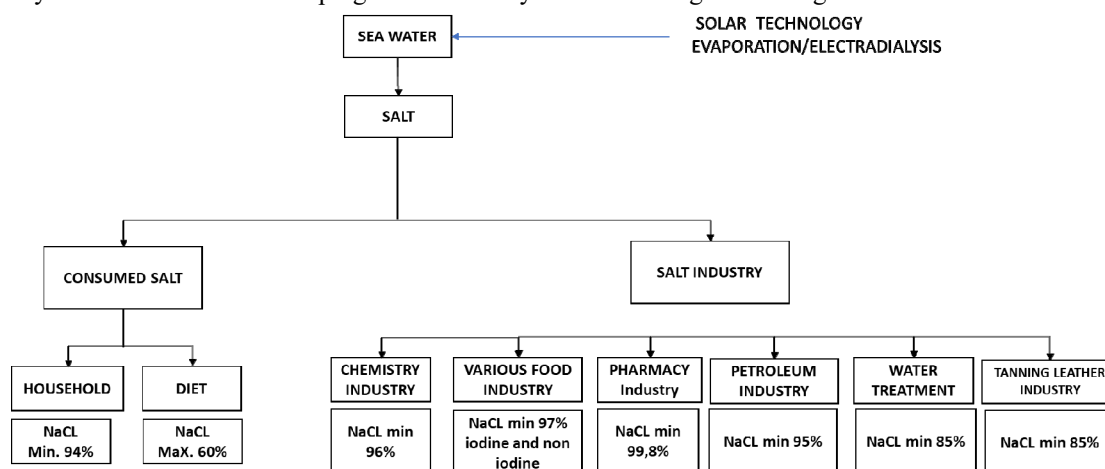 SOLAR TECHNOLOGY
SEA WATER
EVAPORATION/ELECTRADIALYSIS
SALT
CONSUMED SALT
SALT INDUSTRY
HOUSEHOLD
DIET
CHEMISTRY
INDUSTRY
VARIOUS FOOD
INDUSTRY
PHARMACY
Industry
PETROLEUM
INDUSTRY
WATER
TREATMENT
TANNING LEATHER
INDUSTRY
NaCL
Min. 94%
NaCL
MaX. 60%
NaCL min
96%
NaCL min 97%
iodine and non
iodine
NaCL min
99,8%
NaCL min 95%
NaCL min 85%
NaCL min 85%